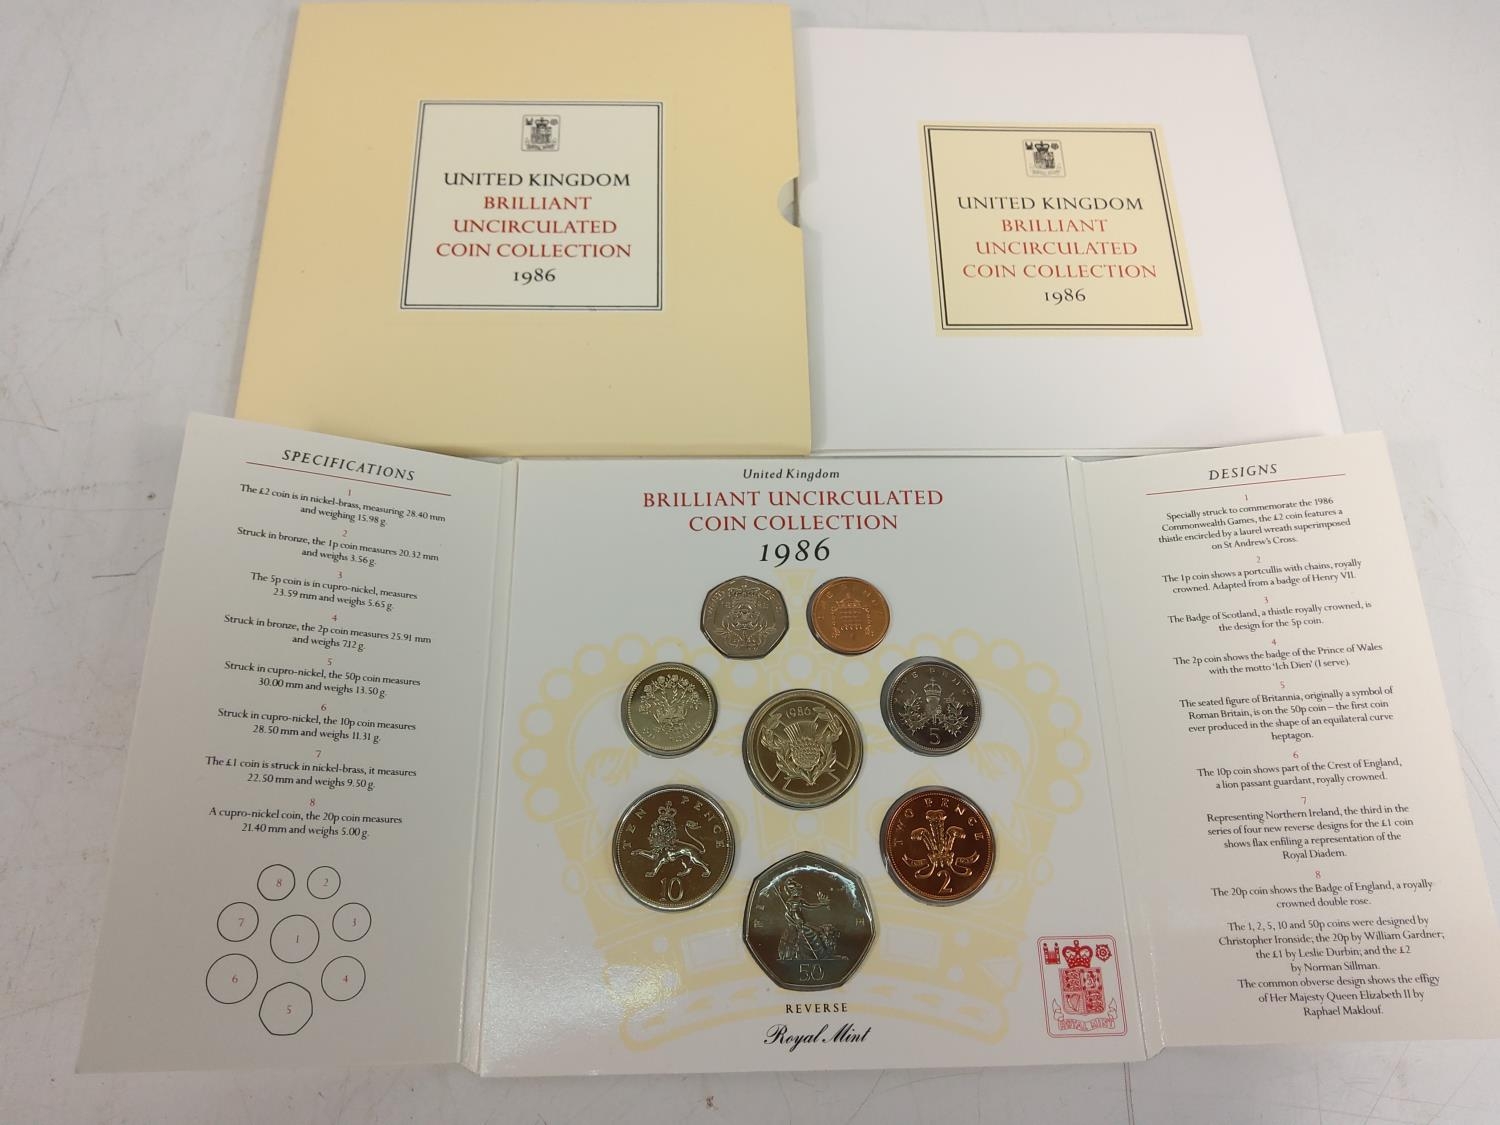 UNITED KINGDOM
BRILLIANT
UNCIRCULATED
COIN COLLECTION
1986
UNITED KINGDOM
BRILLIANT
UNCIRCULATED
COIN COLLECTION
1986
SPECIFICATIONS
1
The £2 coin is in nickel-brass, measuring 28.40 mm
and weighing 15.98 g.
2
Struck in bronze, the 1p coin measures 20.32 mm
and weighs 3.56 g.
3
The 5p coin is in cupro-nickel, measures
23.59 mm and weighs 5.65 g.
4
Struck in bronze, the 2p coin measures 25.91 mm
and weighs 7.12 g.
5
Struck in cupro-nickel, the 50p coin measures
30.00 mm and weighs 13.50 g.
6
Struck in cupro-nickel, the 10p coin measures
28.50 mm and weighs 11.31 g.
7
The £1 coin is struck in nickel-brass, it measures
22.50 mm and weighs 9.50 g.
8
A cupro-nickel coin, the 20p coin measures
21.40 mm and weighs 5.00 g.
8
2
7
3
1
6
4
5
United Kingdom
BRILLIANT UNCIRCULATED
COIN COLLECTION
1986
1986
FIVE PENCE
5
TEN PENCE
10
TWO PENCE
2
50
REVERSE
Royal Mint
ROYAL MINT
DESIGNS
1
Specially struck to commemorate the 1986
Commonwealth Games, the £2 coin features a
thistle encircled by a laurel wreath superimposed
on St Andrew's Cross.
2
The 1p coin shows a portcullis with chains, royally
crowned. Adapted from a badge of Henry VII.
3
The Badge of Scotland, a thistle royally crowned, is
the design for the 5p coin.
4
The 2p coin shows the badge of the Prince of Wales
with the motto 'Ich Dien' (I serve).
5
The seated figure of Britannia, originally a symbol of
Roman Britain, is on the 50p coin – the first coin
ever produced in the shape of an equilateral curve
heptagon.
6
The 10p coin shows part of the Crest of England,
a lion passant guardant, royally crowned.
7
Representing Northern Ireland, the third in the
series of four new reverse designs for the £1 coin
shows flax enfiling a representation of the
Royal Diadem.
8
The 20p coin shows the Badge of England, a royally
crowned double rose.
The 1, 2, 5, 10 and 50p coins were designed by
Christopher Ironside; the 20p by William Gardner;
the £1 by Leslie Durbin; and the £2
by Norman Sillman.
The common obverse design shows the effigy
of Her Majesty Queen Elizabeth II by
Raphael Maklouf.